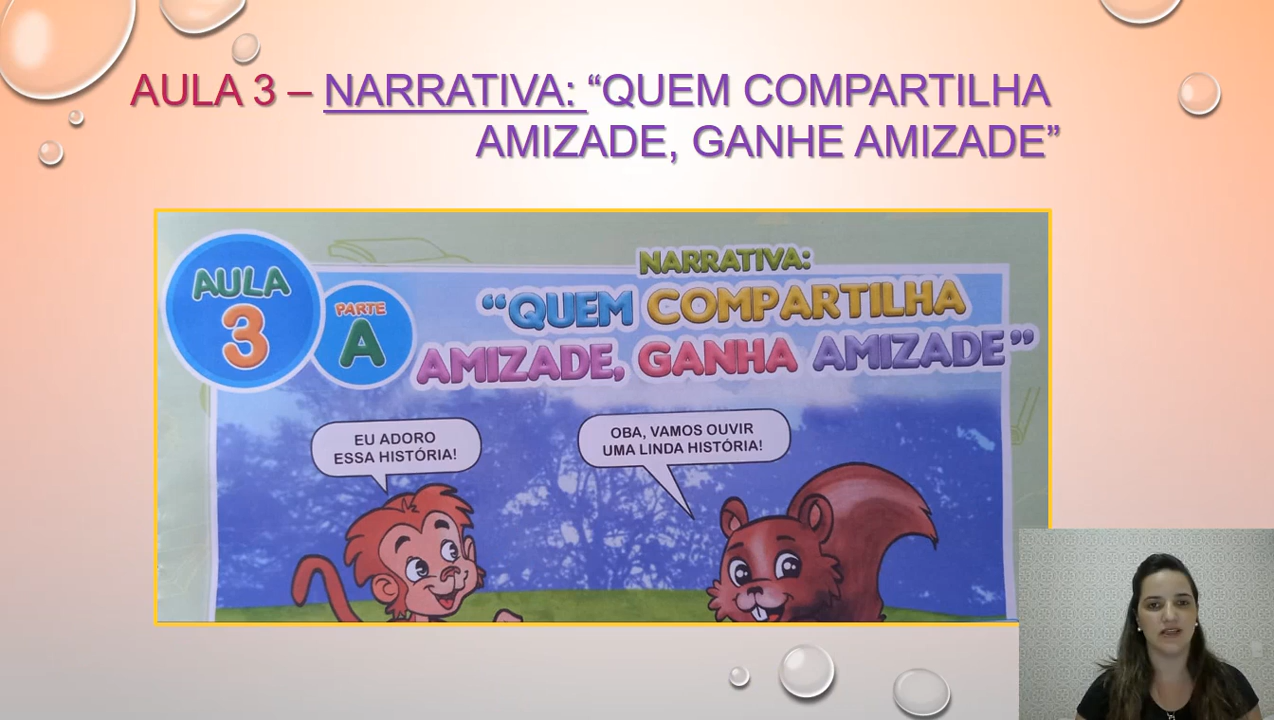 AULA 3 – NARRATIVA: “QUEM COMPARTILHA
AMIZADE, GANHE AMIZADE”
AULA
3
PARTE
A
NARRATIVA:
“QUEM COMPARTILHA
AMIZADE, GANHA AMIZADE”
EU ADORO
ESSA HISTÓRIA!
OBA, VAMOS OUVIR
UMA LINDA HISTÓRIA!